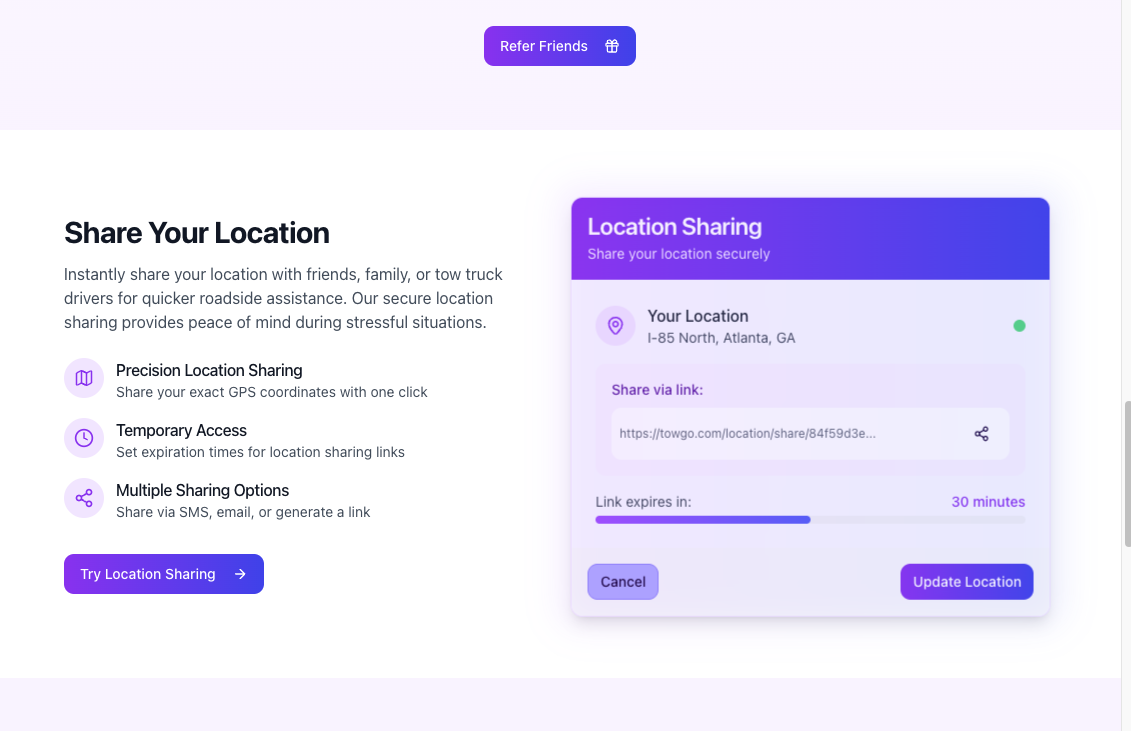 Refer Friends
Share Your Location
Instantly share your location with friends, family, or tow truck
drivers for quicker roadside assistance. Our secure location
sharing provides peace of mind during stressful situations.
Precision Location Sharing
Share your exact GPS coordinates with one click
Temporary Access
Set expiration times for location sharing links
Multiple Sharing Options
Share via SMS, email, or generate a link
Try Location Sharing
Location Sharing
Share your location securely
Your Location
I-85 North, Atlanta, GA
Share via link:
https://towgo.com/location/share/84f59d3e...
Link expires in:
30 minutes
Cancel
Update Location